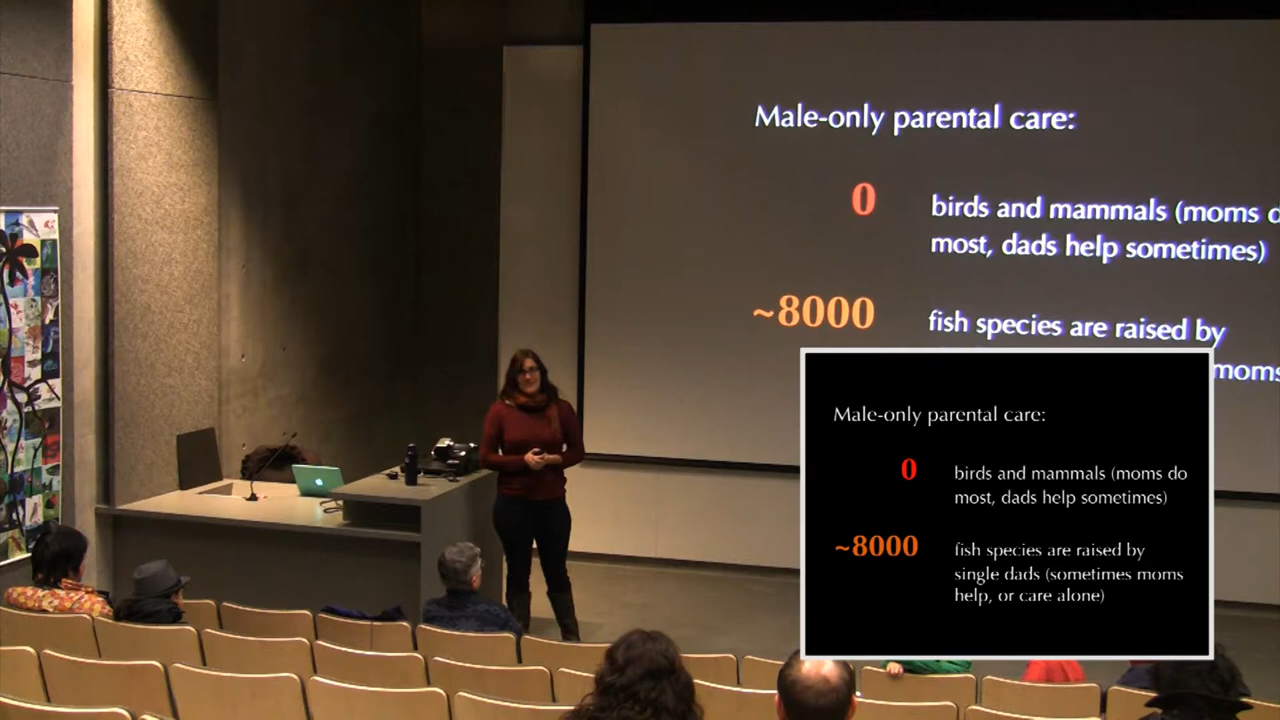 Male-only parental care:
0 birds and mammals (moms d
most, dads help sometimes)
~8000 fish species are raised by
moms
Male-only parental care:
0 birds and mammals (moms do
most, dads help sometimes)
~8000 fish species are raised by
single dads (sometimes moms
help, or care alone)